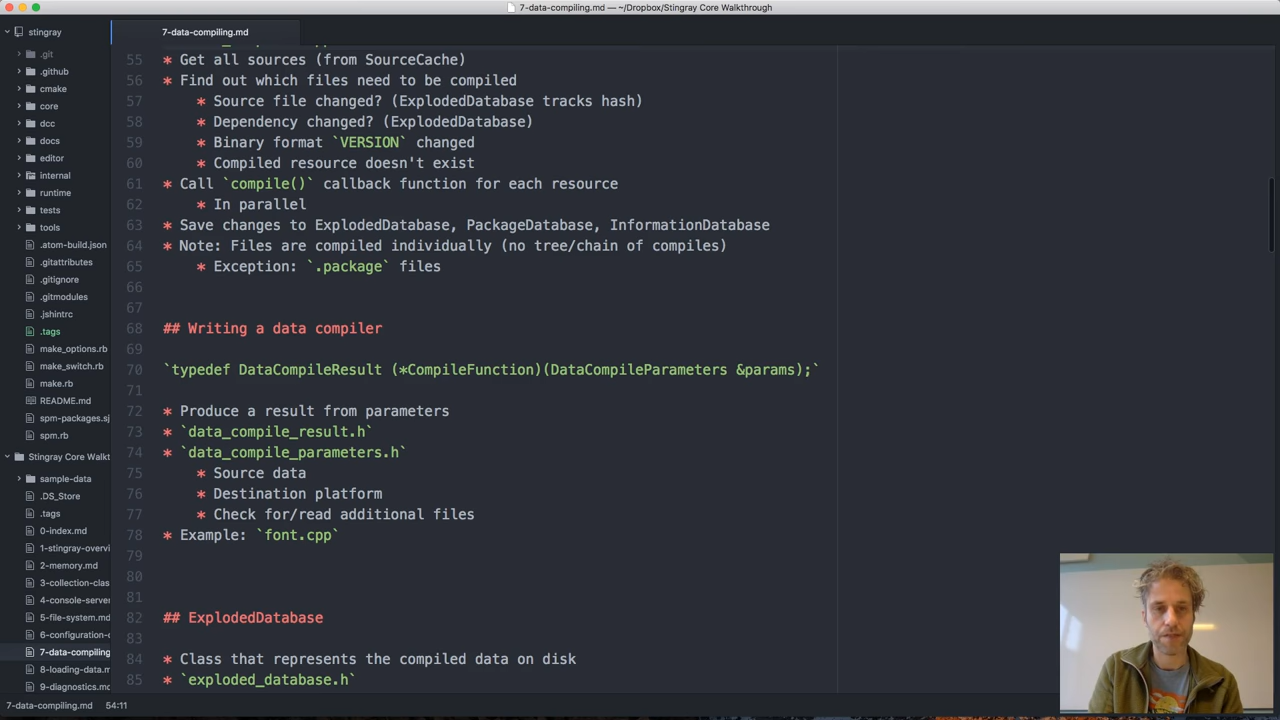 7-data-compiling.md — ~/Dropbox/Stingray Core Walkthrough
stingray
7-data-compiling.md
.git
.github
cmake
core
dcc
docs
editor
internal
runtime
tests
tools
.atom-build.json
.gitattributes
.gitignore
.gitmodules
.jshintrc
.tags
make_options.rb
make_switch.rb
make.rb
README.md
spm-packages.sj
spm.rb
Stingray Core Walkt
sample-data
.DS_Store
.tags
0-index.md
1-stingray-overvi
2-memory.md
3-collection-clas
4-console-server
5-file-system.md
6-configuration-c
7-data-compiling
8-loading-data.m
9-diagnostics.md
55 * Get all sources (from SourceCache)
56 * Find out which files need to be compiled
57 * Source file changed? (ExplodedDatabase tracks hash)
58 * Dependency changed? (ExplodedDatabase)
59 * Binary format `VERSION` changed
60 * Compiled resource doesn't exist
61 * Call `compile()` callback function for each resource
62 * In parallel
63 * Save changes to ExplodedDatabase, PackageDatabase, InformationDatabase
64 * Note: Files are compiled individually (no tree/chain of compiles)
65 * Exception: `.package` files
66
67
68 ## Writing a data compiler
69
70 `typedef DataCompileResult (*CompileFunction)(DataCompileParameters &params);`
71
72 * Produce a result from parameters
73 * `data_compile_result.h`
74 * `data_compile_parameters.h`
75 * Source data
76 * Destination platform
77 * Check for/read additional files
78 * Example: `font.cpp`
79
80
81
82 ## ExplodedDatabase
83
84 * Class that represents the compiled data on disk
85 * `exploded_database.h`
7-data-compiling.md 54:11